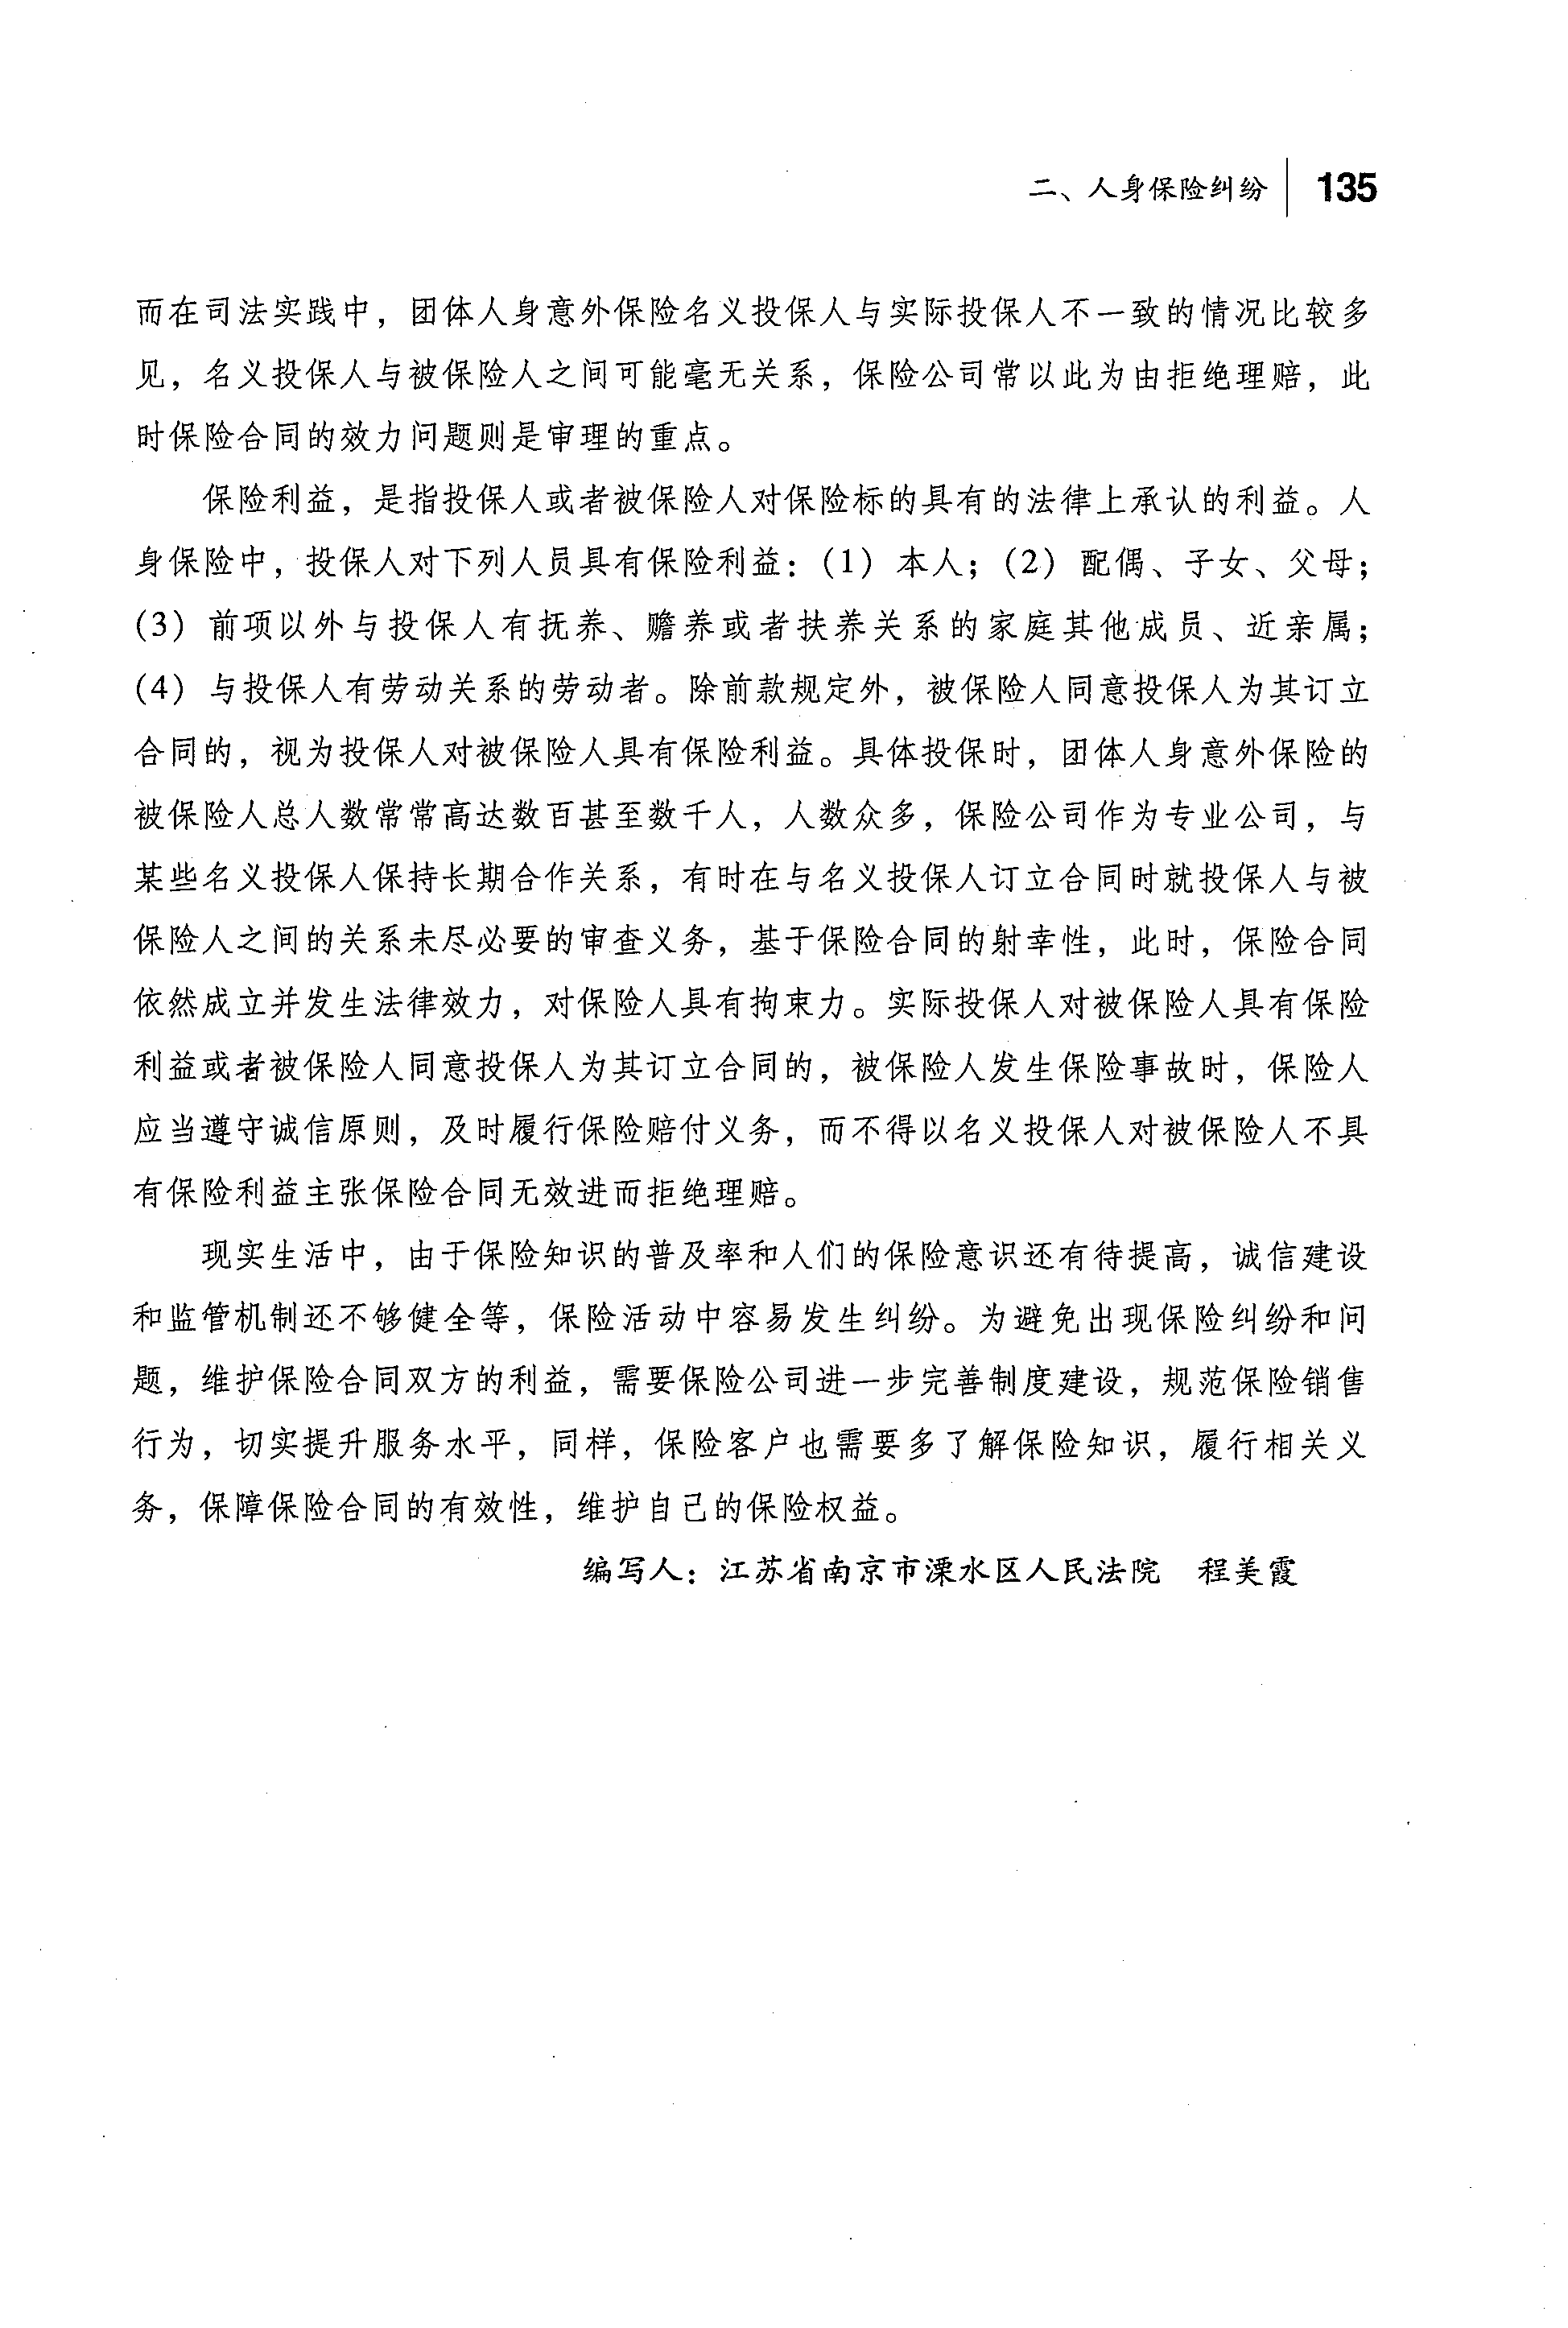 二、人身保险纠纷 135
而在司法实践中，团体人身意外保险名义投保人与实际投保人不一致的情况比较多
见，名义投保人与被保险人之间可能毫无关系，保险公司常以此为由拒绝理赔，此
时保险合同的效力问题则是审理的重点。
保险利益，是指投保人或者被保险人对保险标的具有的法律上承认的利益。人
身保险中，投保人对下列人员具有保险利益：（1）本人；（2）配偶、子女、父母；
（3）前项以外与投保人有抚养、赡养或者扶养关系的家庭其他成员、近亲属；
（4）与投保人有劳动关系的劳动者。除前款规定外，被保险人同意投保人为其订立
合同的，视为投保人对被保险人具有保险利益。具体投保时，团体人身意外保险的
被保险人总人数常常高达数百甚至数千人，人数众多，保险公司作为专业公司，与
某些名义投保人保持长期合作关系，有时在与名义投保人订立合同时就投保人与被
保险人之间的关系未尽必要的审查义务，基于保险合同的射幸性，此时，保险合同
依然成立并发生法律效力，对保险人具有拘束力。实际投保人对被保险人具有保险
利益或者被保险人同意投保人为其订立合同的，被保险人发生保险事故时，保险人
应当遵守诚信原则，及时履行保险赔付义务，而不得以名义投保人对被保险人不具
有保险利益主张保险合同无效进而拒绝理赔。
现实生活中，由于保险知识的普及率和人们的保险意识还有待提高，诚信建设
和监管机制还不够健全等，保险活动中容易发生纠纷。为避免出现保险纠纷和问
题，维护保险合同双方的利益，需要保险公司进一步完善制度建设，规范保险销售
行为，切实提升服务水平，同样，保险客户也需要多了解保险知识，履行相关义
务，保障保险合同的有效性，维护自己的保险权益。
编写人：江苏省南京市溧水区人民法院 程美霞